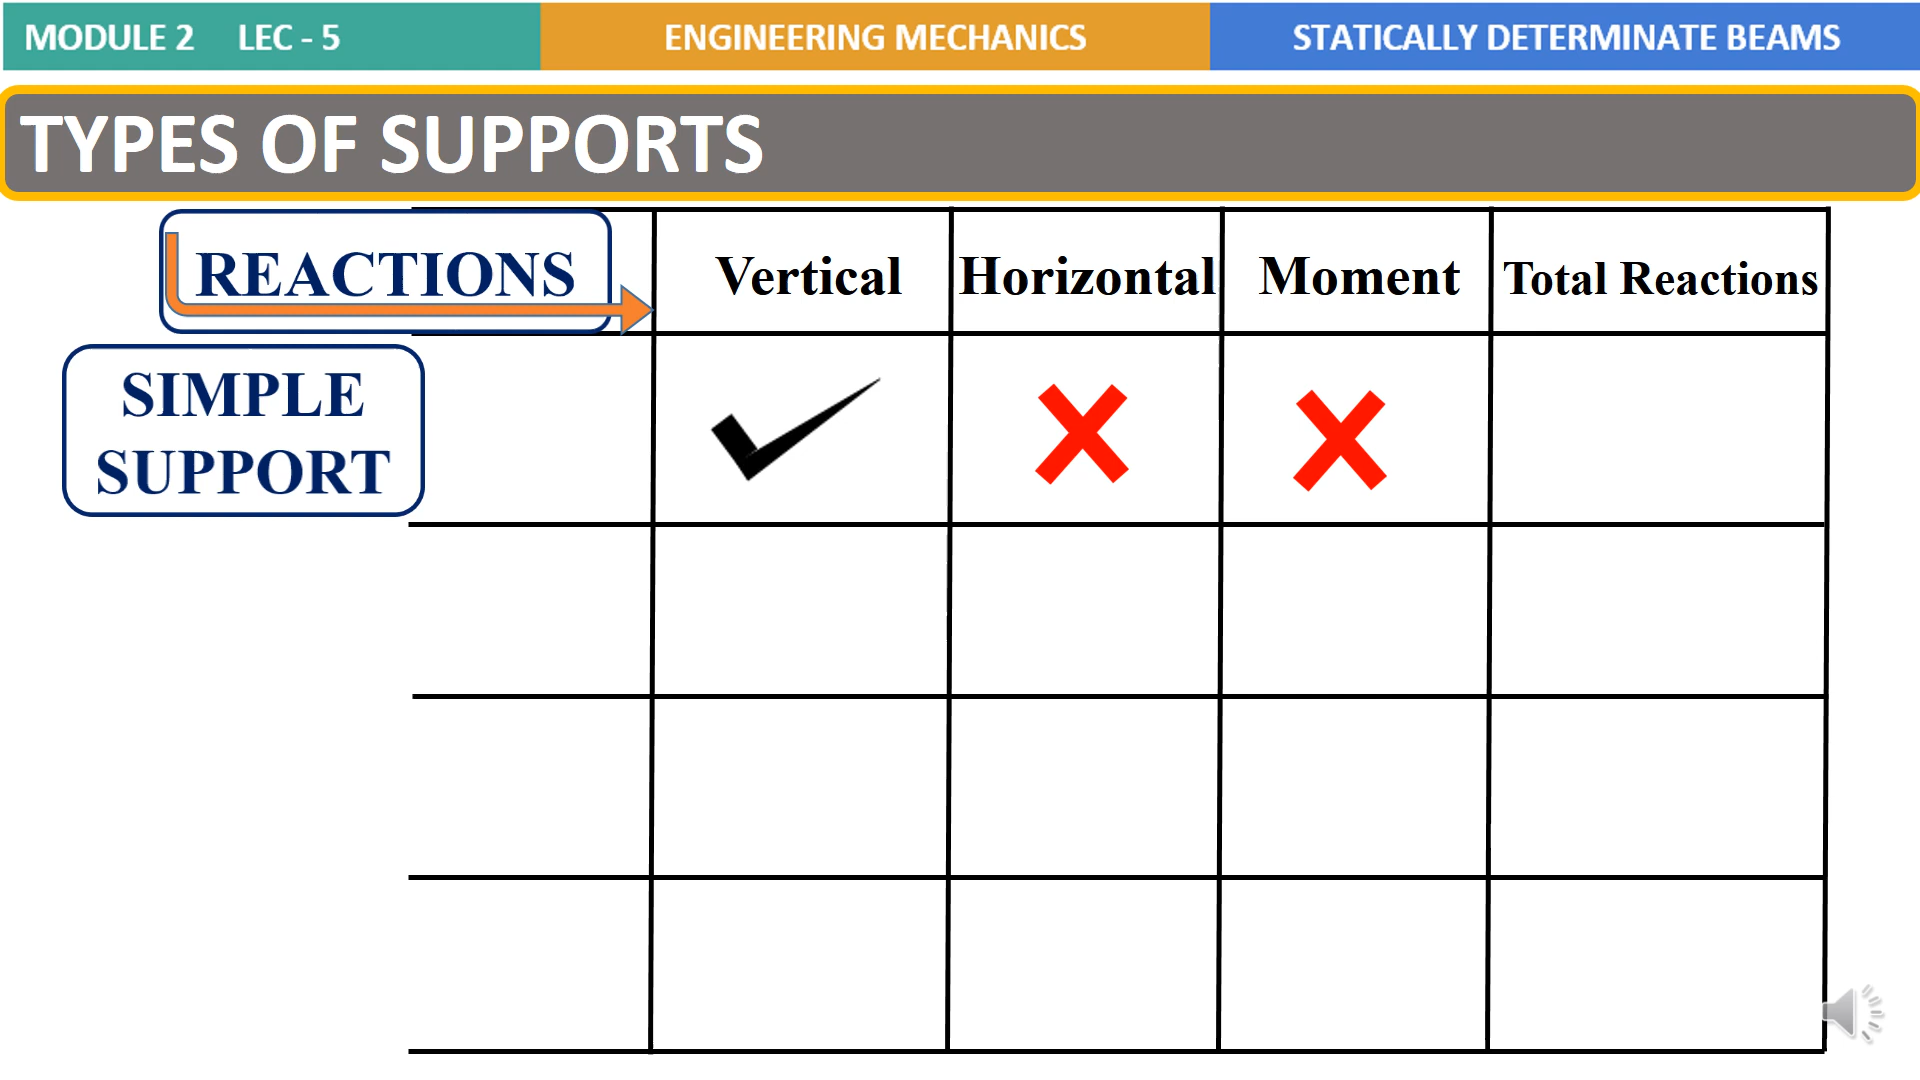 MODULE 2 LEC - 5
ENGINEERING MECHANICS
STATICALLY DETERMINATE BEAMS
TYPES OF SUPPORTS
REACTIONS
Vertical
Horizontal
Moment
Total Reactions
SIMPLE
SUPPORT